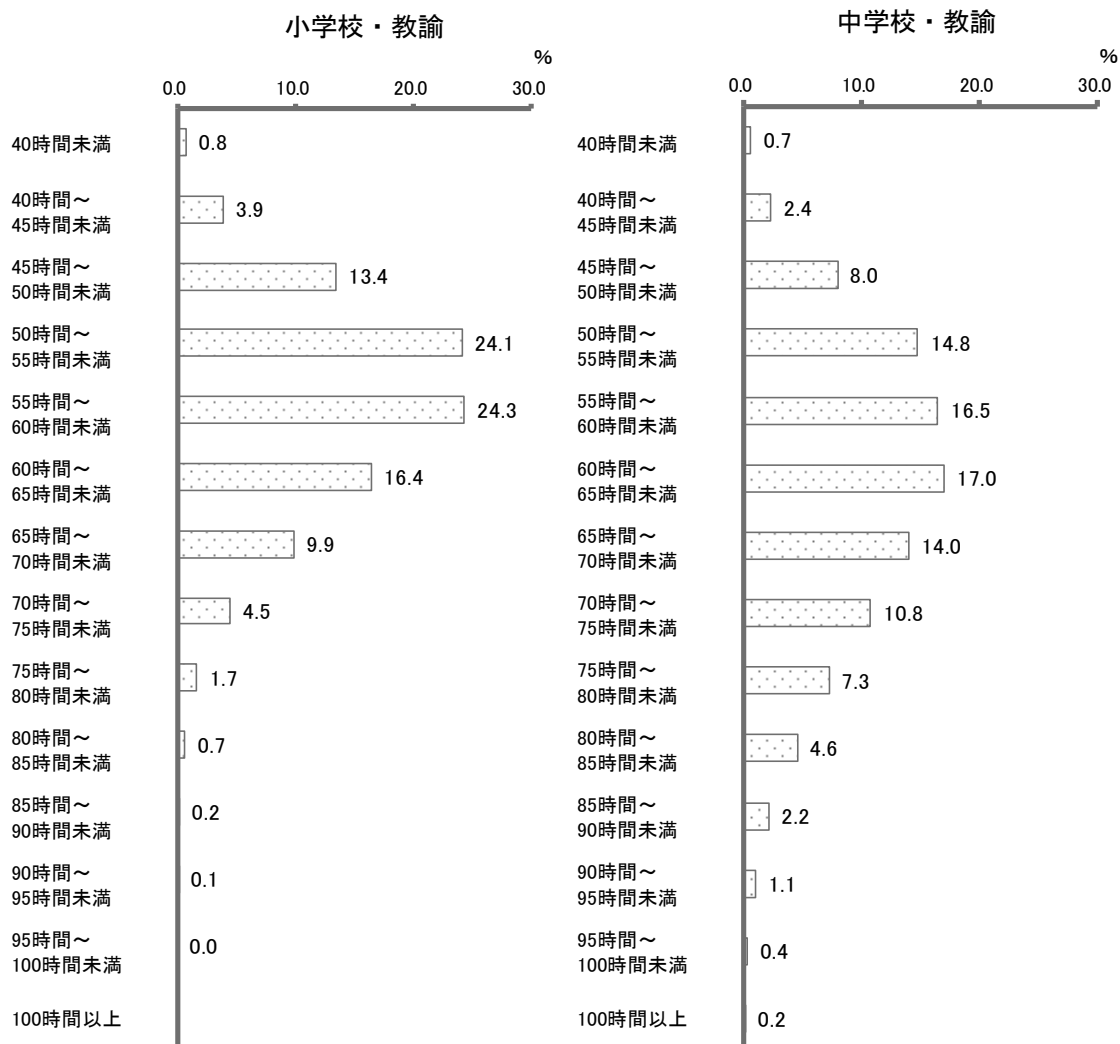 小学校・教諭
%
0.0 10.0 20.0 30.0
40時間未満 0.8
40時間～
45時間未満 3.9
45時間～
50時間未満 13.4
50時間～
55時間未満 24.1
55時間～
60時間未満 24.3
60時間～
65時間未満 16.4
65時間～
70時間未満 9.9
70時間～
75時間未満 4.5
75時間～
80時間未満 1.7
80時間～
85時間未満 0.7
85時間～
90時間未満 0.2
90時間～
95時間未満 0.1
95時間～
100時間未満 0.0
100時間以上
中学校・教諭
%
0.0 10.0 20.0 30.0
40時間未満 0.7
40時間～
45時間未満 2.4
45時間～
50時間未満 8.0
50時間～
55時間未満 14.8
55時間～
60時間未満 16.5
60時間～
65時間未満 17.0
65時間～
70時間未満 14.0
70時間～
75時間未満 10.8
75時間～
80時間未満 7.3
80時間～
85時間未満 4.6
85時間～
90時間未満 2.2
90時間～
95時間未満 1.1
95時間～
100時間未満 0.4
100時間以上 0.2